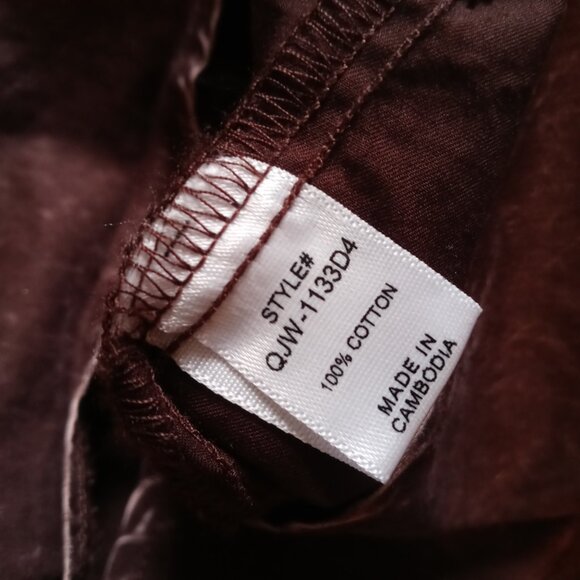 STYLE#
QJW-1133D4
100% COTTON
MADE IN
CAMBODIA